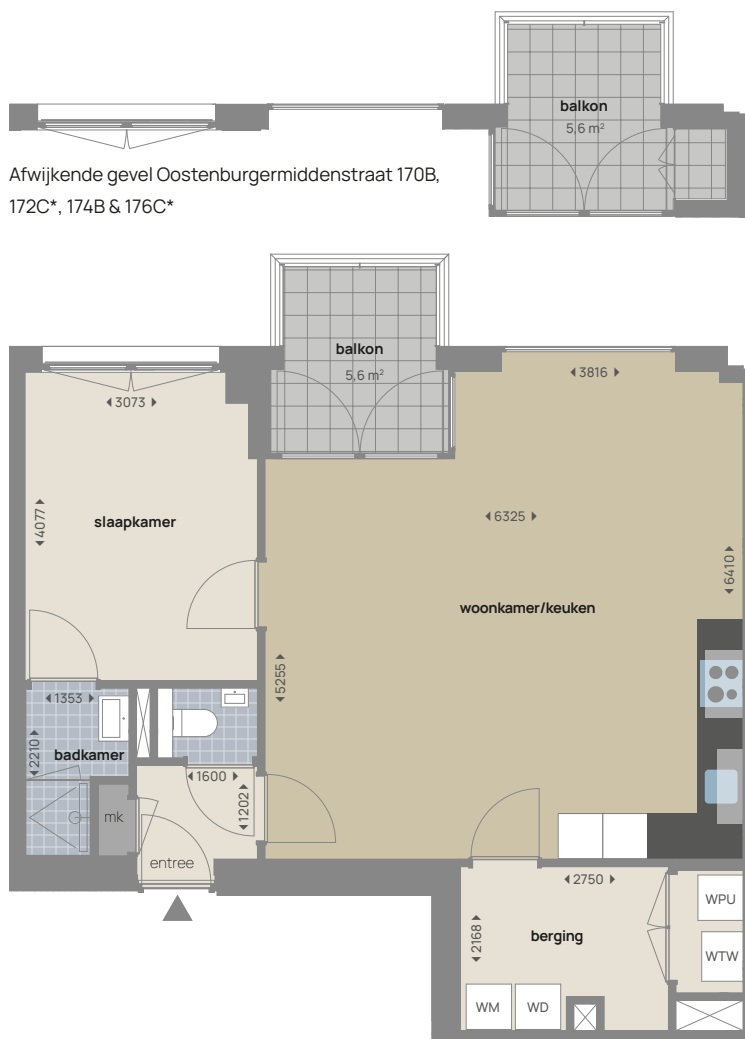 balkon
5,6 m²
Afwijkende gevel Oostenburgermiddenstraat 170B,
172C*, 174B & 176C*
balkon
5,6 m²
3816
3073
4077
slaapkamer
6325
6410
woonkamer/keuken
5255
1353
2210
badkamer
1600
1202
mk
entree
2750
WPU
2168
berging
WTW
WM
WD